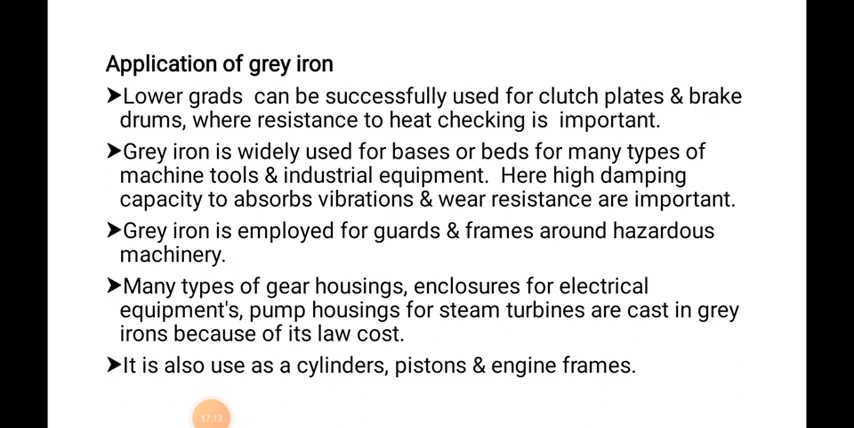 Application of grey iron
➤Lower grads can be successfully used for clutch plates & brake
drums, where resistance to heat checking is important.
➤Grey iron is widely used for bases or beds for many types of
machine tools & industrial equipment. Here high damping
capacity to absorbs vibrations & wear resistance are important.
➤Grey iron is employed for guards & frames around hazardous
machinery.
➤Many types of gear housings, enclosures for electrical
equipment's, pump housings for steam turbines are cast in grey
irons because of its law cost.
➤It is also use as a cylinders, pistons & engine frames.
17:13